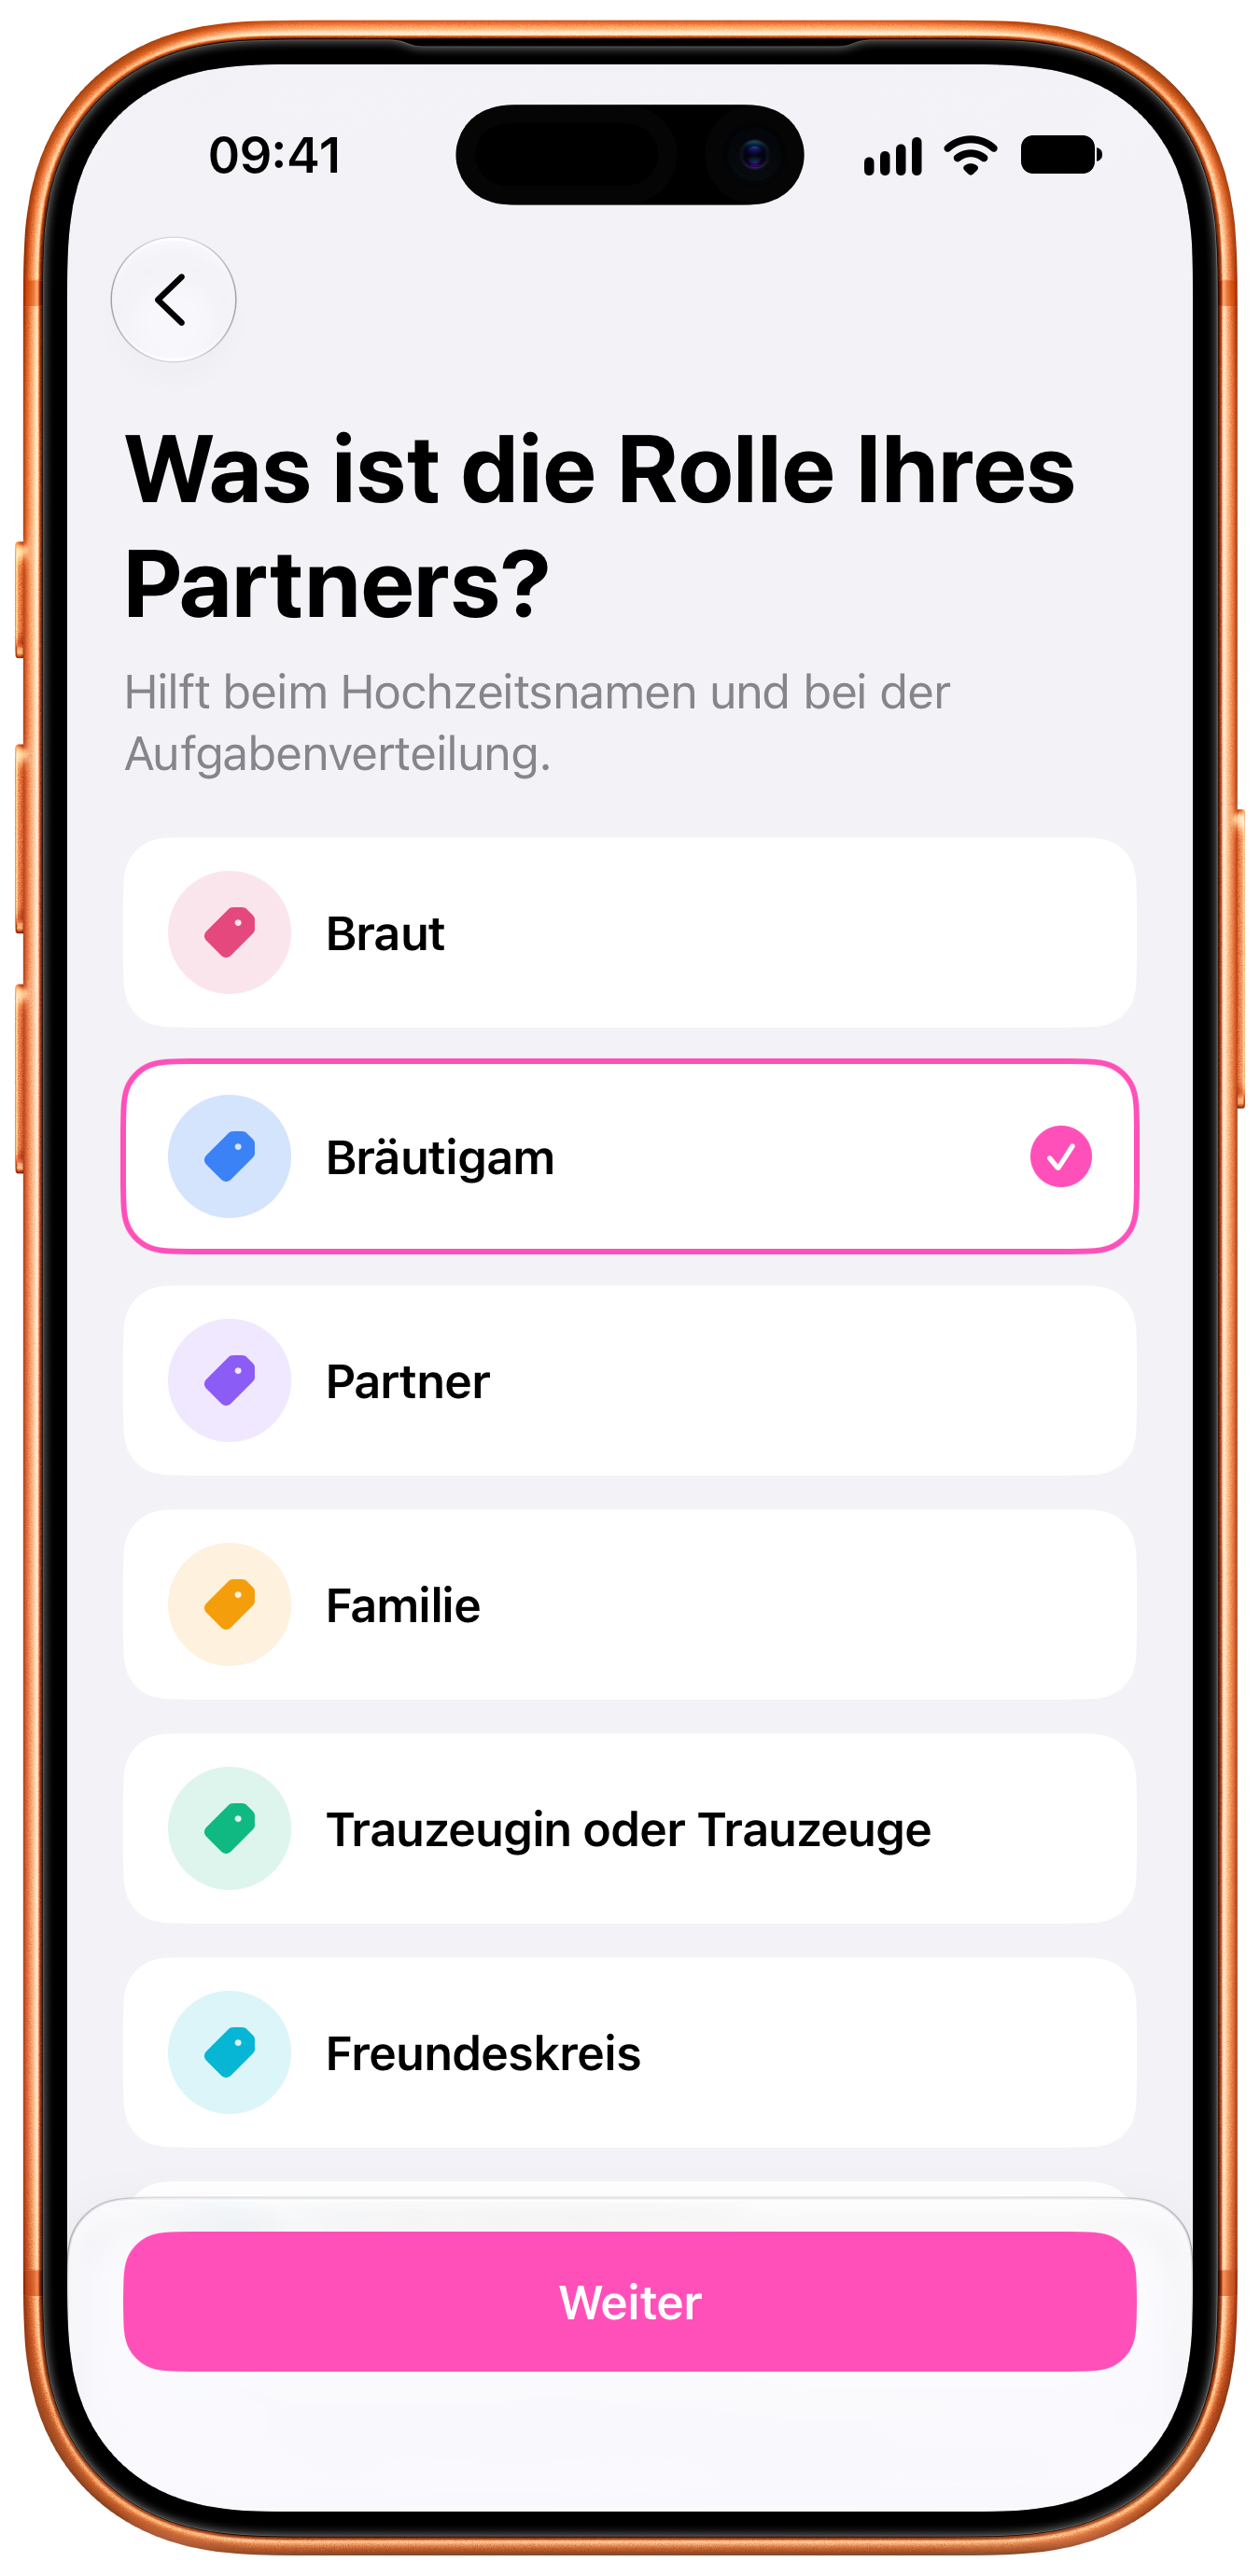 09:41
Was ist die Rolle Ihres
Partners?
Hilft beim Hochzeitsnamen und bei der
Aufgabenverteilung.
Braut
Bräutigam
Partner
Familie
Trauzeugin oder Trauzeuge
Freundeskreis
Weiter